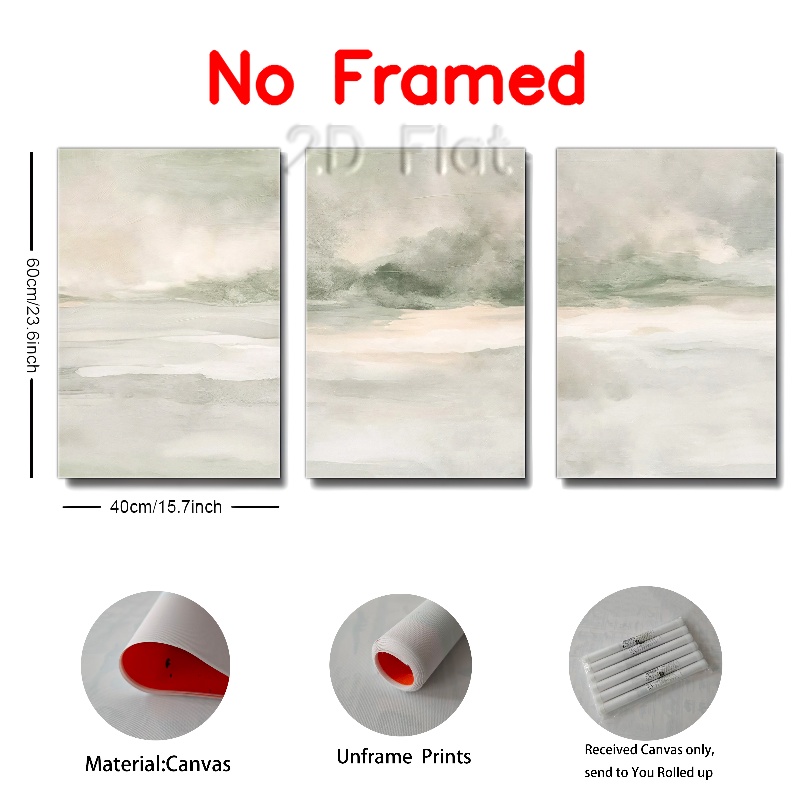 No Framed
2.D Flat
60cm/23.6inch
40cm/15.7inch
Material:Canvas
Unframe Prints
Received Canvas only,
send to You Rolled up